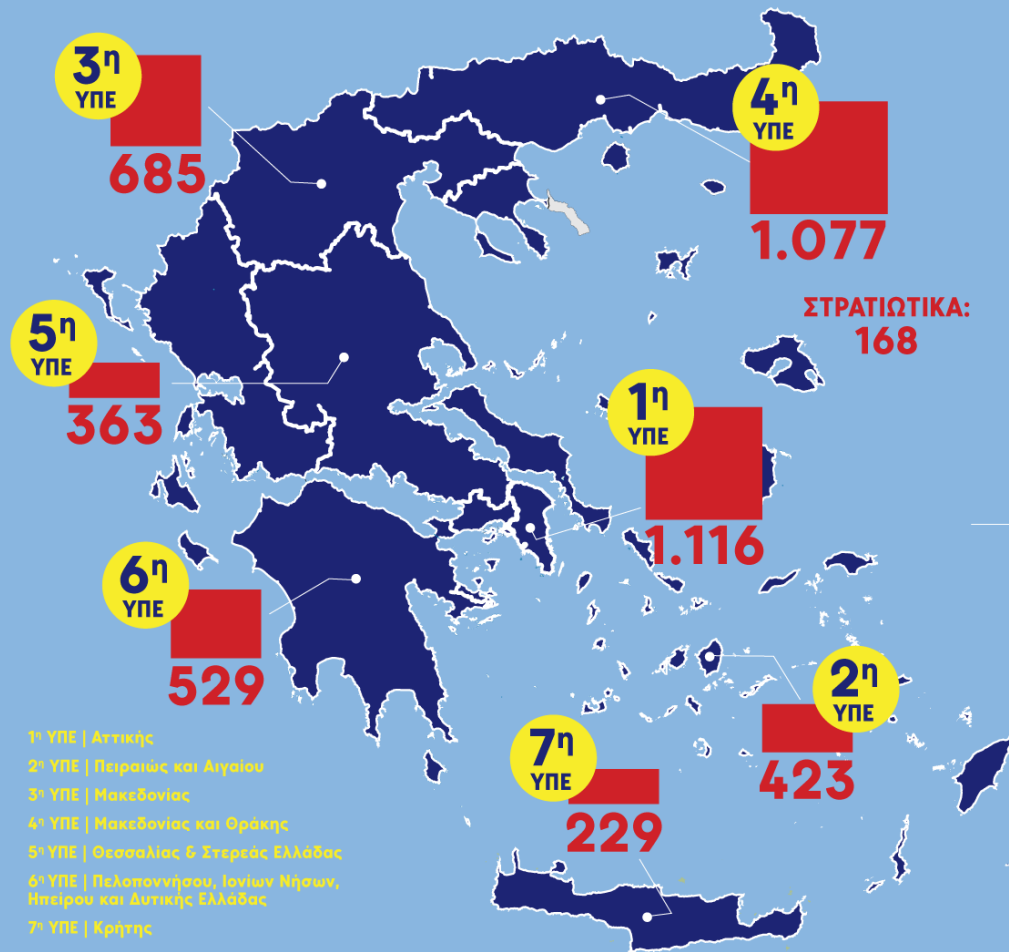 3η
ΥΠΕ
685
4η
ΥΠΕ
1.077
ΣΤΡΑΤΙΩΤΙΚΑ:
168
5η
ΥΠΕ
363
1η
ΥΠΕ
1.116
6η
ΥΠΕ
529
2η
ΥΠΕ
423
7η
ΥΠΕ
229
1η ΥΠΕ | Αττικής
2η ΥΠΕ | Πειραιώς και Αιγαίου
3η ΥΠΕ | Μακεδονίας
4η ΥΠΕ | Μακεδονίας και Θράκης
5η ΥΠΕ | Θεσσαλίας & Στερεάς Ελλάδας
6η ΥΠΕ | Πελοποννήσου, Ιονίων Νήσων,
Ηπείρου και Δυτικής Ελλάδας
7η ΥΠΕ | Κρήτης